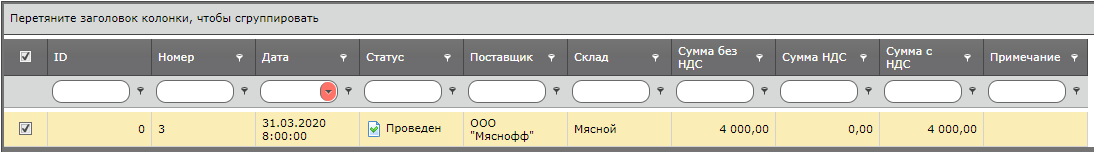 Перетяните заголовок колонки, чтобы сгруппировать
ID Номер Дата Статус Поставщик Склад Сумма без НДС Сумма НДС Сумма с НДС Примечание
0 3 31.03.2020 8:00:00 Проведен ООО "Мяснофф" Мясной 4 000,00 0,00 4 000,00